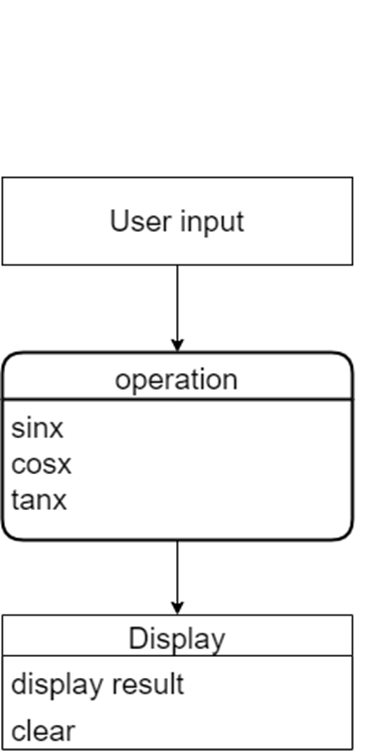 User input
operation
sinx
cosx
tanx
Display
display result
clear